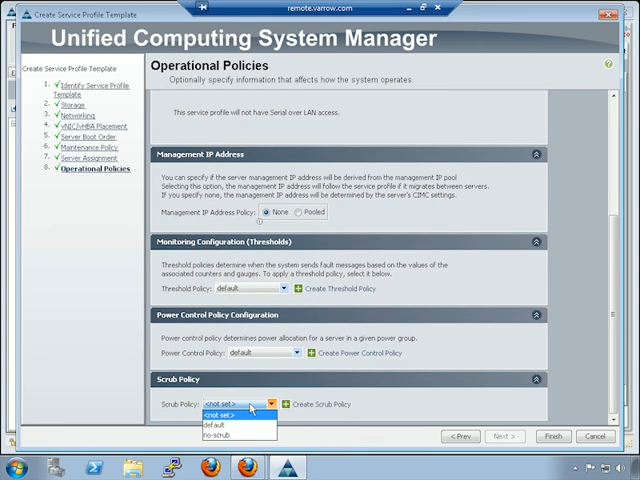 remote.varrow.com
Create Service Profile Template
Unified Computing System Manager
Create Service Profile Template
1. Identify Service Profile
Template
2. Storage
3. Networking
4. vNIC/vHBA Placement
5. Server Boot Order
6. Maintenance Policy
7. Server Assignment
8. Operational Policies
Operational Policies
Optionally specify information that affects how the system operates.
This service profile will not have Serial over LAN access.
Management IP Address
You can specify if the server management IP address will be derived from the management IP pool
Selecting this option, the management IP address will follow the service profile if it migrates between servers.
If you specify none, the management IP address will be determined by the server's CIMC settings.
Management IP Address Policy: None Pooled
Monitoring Configuration (Thresholds)
Threshold policies determine when the system sends fault messages based on the values of the
associated counters and gauges. To apply a threshold policy, select it below.
Threshold Policy: default Create Threshold Policy
Power Control Policy Configuration
Power control policy determines power allocation for a server in a given power group.
Power Control Policy: default Create Power Control Policy
Scrub Policy
Scrub Policy: <not set> Create Scrub Policy
<not set>
default
no-scrub
< Prev Next > Finish Cancel